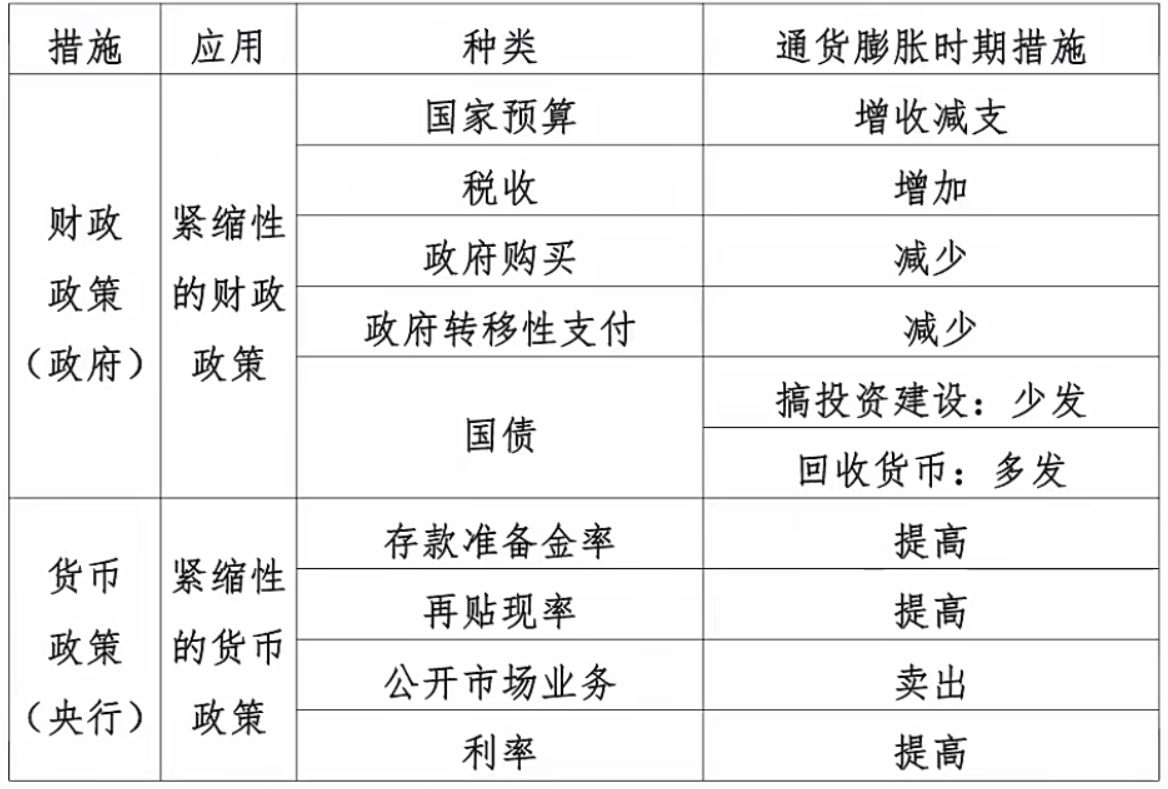 措施 应用 种类 通货膨胀时期措施
财政
政策
（政府）
紧缩性
的财政
政策
国家预算 增收减支
税收 增加
政府购买 减少
政府转移性支付 减少
国债
搞投资建设：少发
回收货币：多发
货币
政策
（央行）
紧缩性
的货币
政策
存款准备金率 提高
再贴现率 提高
公开市场业务 卖出
利率 提高